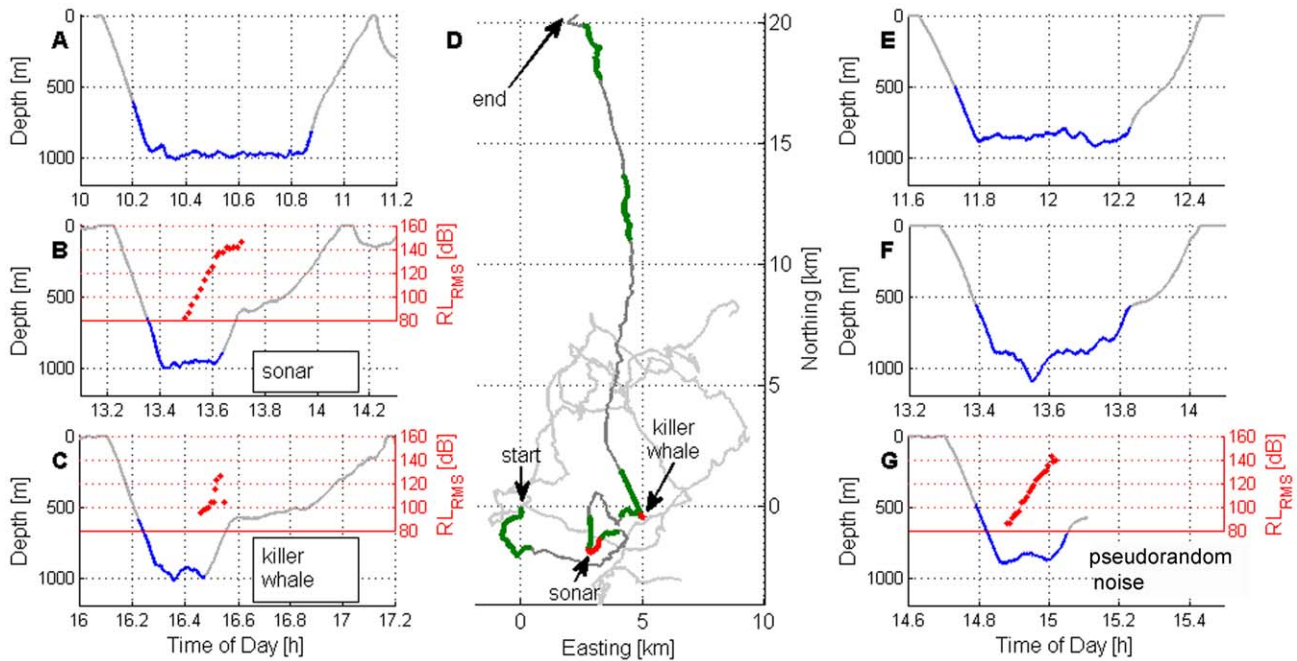 A
Depth [m]
0
500
1000
10 10.2 10.4 10.6 10.8 11 11.2
B
Depth [m]
0
500
1000
160
140
120
100
80
RL_RMS [dB]
sonar
13.2 13.4 13.6 13.8 14 14.2
C
Depth [m]
0
500
1000
160
140
120
100
80
RL_RMS [dB]
killer
whale
16 16.2 16.4 16.6 16.8 17 17.2
Time of Day [h]
D
end
start
killer
whale
sonar
20
15
10
5
0
Northing [km]
0 5 10
Easting [km]
E
Depth [m]
0
500
1000
11.6 11.8 12 12.2 12.4
F
Depth [m]
0
500
1000
13.2 13.4 13.6 13.8 14
G
Depth [m]
0
500
1000
160
140
120
100
80
RL_RMS [dB]
pseudorandom
noise
14.6 14.8 15 15.2 15.4
Time of Day [h]